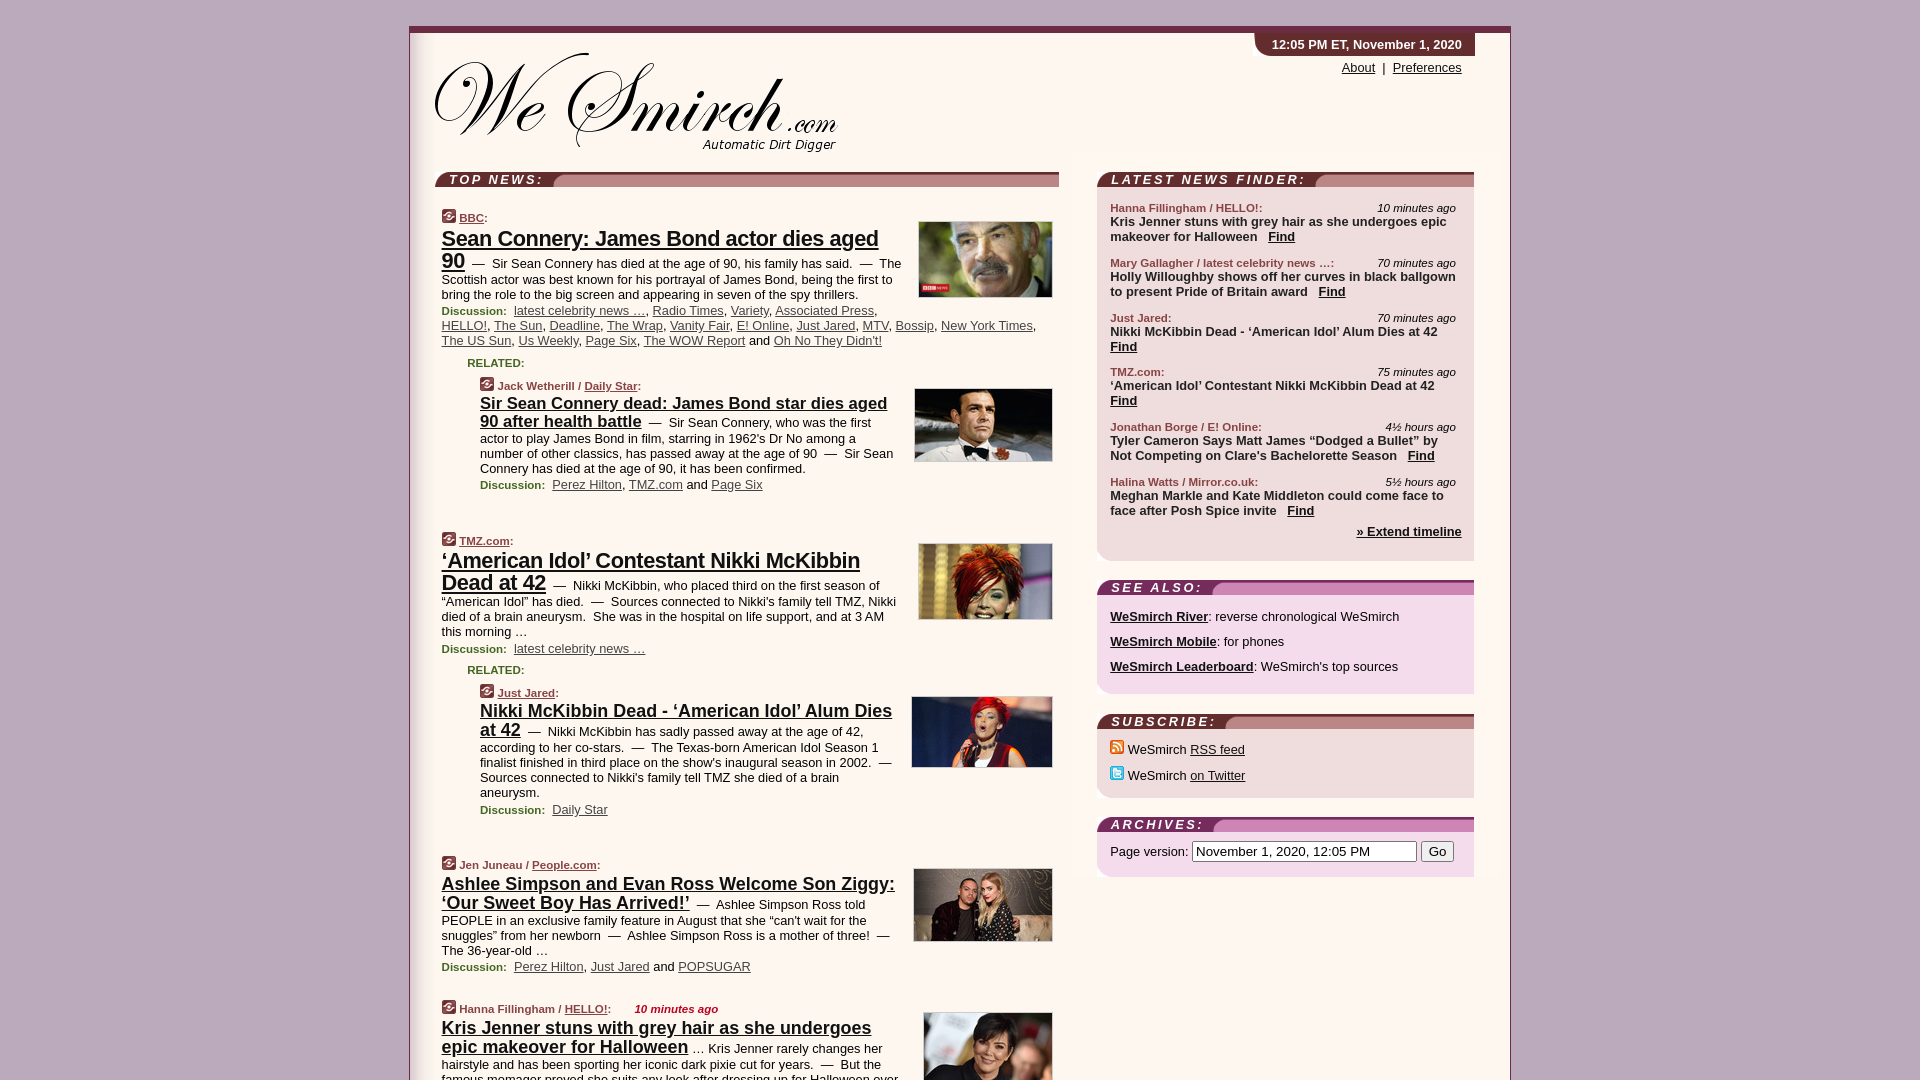 12:05 PM ET, November 1, 2020
About | Preferences
We Smirch .com
Automatic Dirt Digger
TOP NEWS:
BBC:
Sean Connery: James Bond actor dies aged
90 — Sir Sean Connery has died at the age of 90, his family has said. — The
Scottish actor was best known for his portrayal of James Bond, being the first to
bring the role to the big screen and appearing in seven of the spy thrillers.
Discussion: latest celebrity news …, Radio Times, Variety, Associated Press,
HELLO!, The Sun, Deadline, The Wrap, Vanity Fair, E! Online, Just Jared, MTV, Bossip, New York Times,
The US Sun, Us Weekly, Page Six, The WOW Report and Oh No They Didn't!
RELATED:
Jack Wetherill / Daily Star:
Sir Sean Connery dead: James Bond star dies aged
90 after health battle — Sir Sean Connery, who was the first
actor to play James Bond in film, starring in 1962's Dr No among a
number of other classics, has passed away at the age of 90 — Sir Sean
Connery has died at the age of 90, it has been confirmed.
Discussion: Perez Hilton, TMZ.com and Page Six
TMZ.com:
‘American Idol’ Contestant Nikki McKibbin
Dead at 42 — Nikki McKibbin, who placed third on the first season of
“American Idol” has died. — Sources connected to Nikki's family tell TMZ, Nikki
died of a brain aneurysm. She was in the hospital on life support, and at 3 AM
this morning …
Discussion: latest celebrity news …
RELATED:
Just Jared:
Nikki McKibbin Dead - ‘American Idol’ Alum Dies
at 42 — Nikki McKibbin has sadly passed away at the age of 42,
according to her co-stars. — The Texas-born American Idol Season 1
finalist finished in third place on the show's inaugural season in 2002. —
Sources connected to Nikki's family tell TMZ she died of a brain
aneurysm.
Discussion: Daily Star
Jen Juneau / People.com:
Ashlee Simpson and Evan Ross Welcome Son Ziggy:
‘Our Sweet Boy Has Arrived!’ — Ashlee Simpson Ross told
PEOPLE in an exclusive family feature in August that she “can't wait for the
snuggles” from her newborn — Ashlee Simpson Ross is a mother of three! —
The 36-year-old …
Discussion: Perez Hilton, Just Jared and POPSUGAR
Hanna Fillingham / HELLO!: 10 minutes ago
Kris Jenner stuns with grey hair as she undergoes
epic makeover for Halloween … Kris Jenner rarely changes her
hairstyle and has been sporting her iconic dark pixie cut for years. — But the
famous momager proved she suits any look after dressing up for Halloween over
LATEST NEWS FINDER:
Hanna Fillingham / HELLO!: 10 minutes ago
Kris Jenner stuns with grey hair as she undergoes epic
makeover for Halloween Find
Mary Gallagher / latest celebrity news …: 70 minutes ago
Holly Willoughby shows off her curves in black ballgown
to present Pride of Britain award Find
Just Jared: 70 minutes ago
Nikki McKibbin Dead - ‘American Idol’ Alum Dies at 42
Find
TMZ.com: 75 minutes ago
‘American Idol’ Contestant Nikki McKibbin Dead at 42
Find
Jonathan Borge / E! Online: 4½ hours ago
Tyler Cameron Says Matt James “Dodged a Bullet” by
Not Competing on Clare's Bachelorette Season Find
Halina Watts / Mirror.co.uk: 5½ hours ago
Meghan Markle and Kate Middleton could come face to
face after Posh Spice invite Find
» Extend timeline
SEE ALSO:
WeSmirch River: reverse chronological WeSmirch
WeSmirch Mobile: for phones
WeSmirch Leaderboard: WeSmirch's top sources
SUBSCRIBE:
WeSmirch RSS feed
WeSmirch on Twitter
ARCHIVES:
Page version: November 1, 2020, 12:05 PM Go